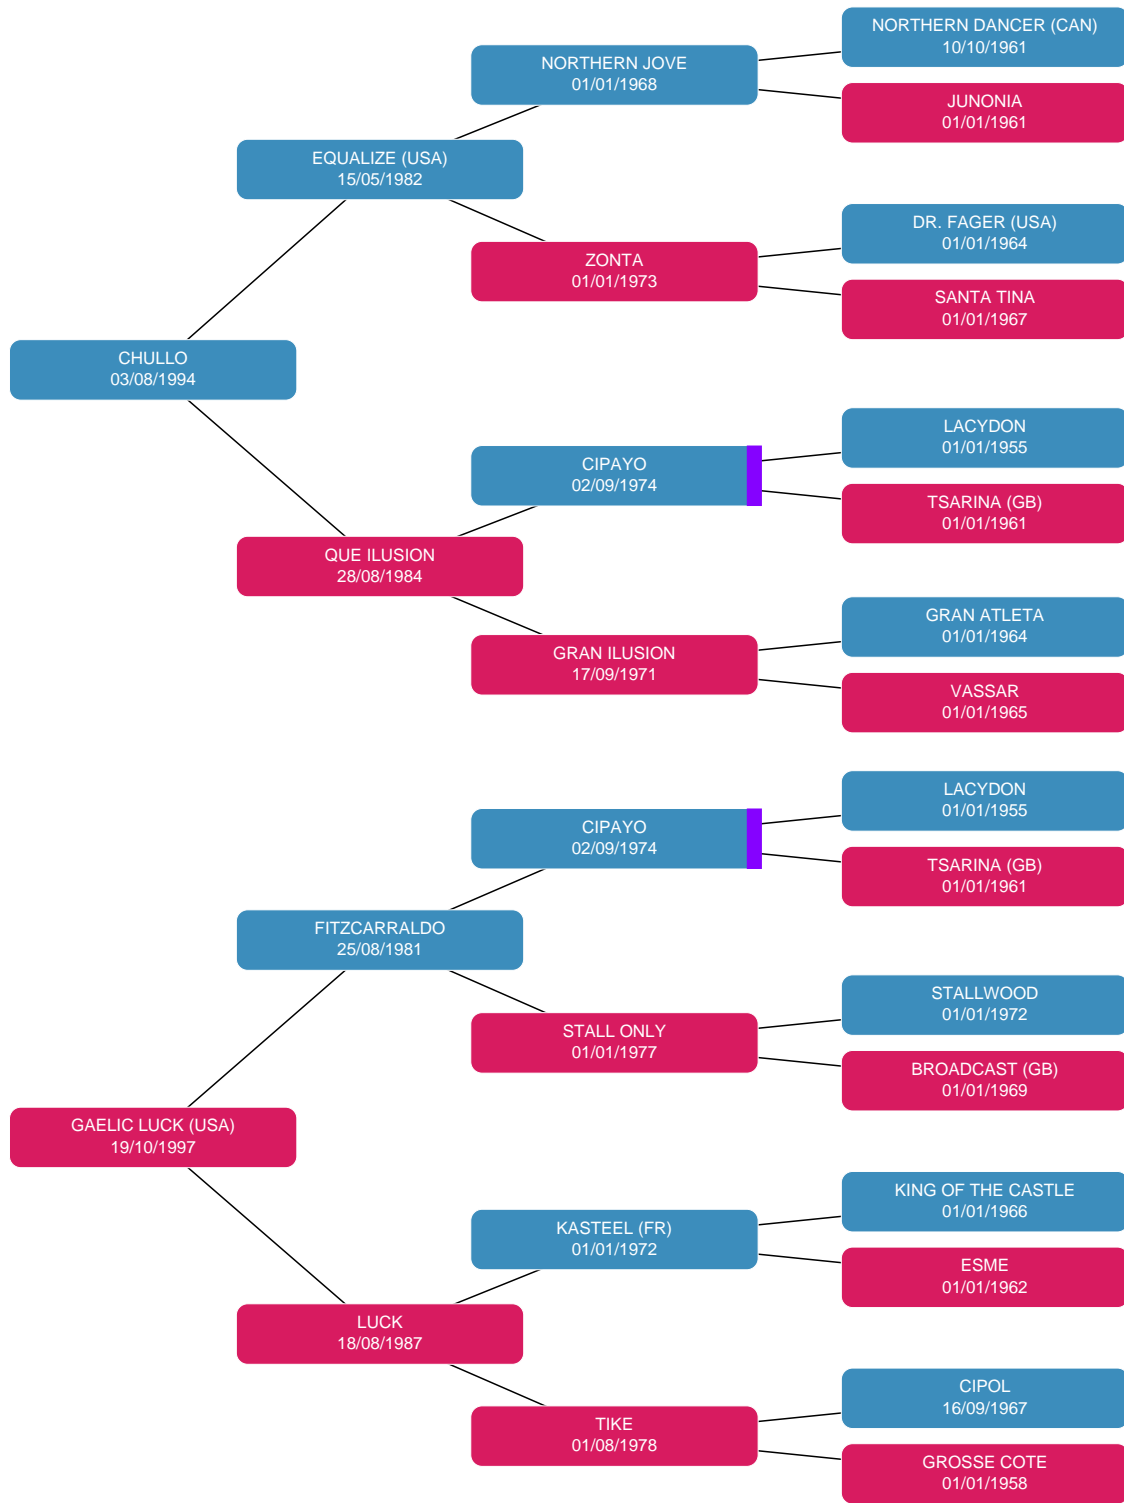 NORTHERN DANCER (CAN)
10/10/1961
NORTHERN JOVE
01/01/1968
JUNONIA
01/01/1961
EQUALIZE (USA)
15/05/1982
DR. FAGER (USA)
01/01/1964
ZONTA
01/01/1973
SANTA TINA
01/01/1967
CHULLO
03/08/1994
LACYDON
01/01/1955
CIPAYO
02/09/1974
TSARINA (GB)
01/01/1961
QUE ILUSION
28/08/1984
GRAN ATLETA
01/01/1964
GRAN ILUSION
17/09/1971
VASSAR
01/01/1965
LACYDON
01/01/1955
CIPAYO
02/09/1974
TSARINA (GB)
01/01/1961
FITZCARRALDO
25/08/1981
STALLWOOD
01/01/1972
STALL ONLY
01/01/1977
BROADCAST (GB)
01/01/1969
GAELIC LUCK (USA)
19/10/1997
KING OF THE CASTLE
01/01/1966
KASTEEL (FR)
01/01/1972
ESME
01/01/1962
LUCK
18/08/1987
CIPOL
16/09/1967
TIKE
01/08/1978
GROSSE COTE
01/01/1958